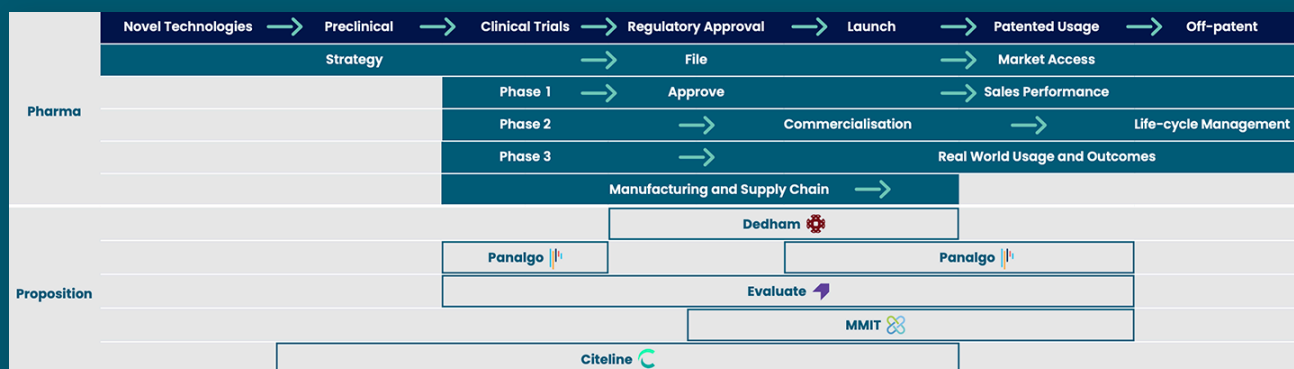 Novel Technologies Preclinical Clinical Trials Regulatory Approval Launch Patented Usage Off-patent
Strategy File Market Access
Pharma
Phase 1 Approve Sales Performance
Phase 2 Commercialisation Life-cycle Management
Phase 3 Real World Usage and Outcomes
Manufacturing and Supply Chain
Proposition
Dedham
Panalgo Panalgo
Evaluate
MMIT
Citeline